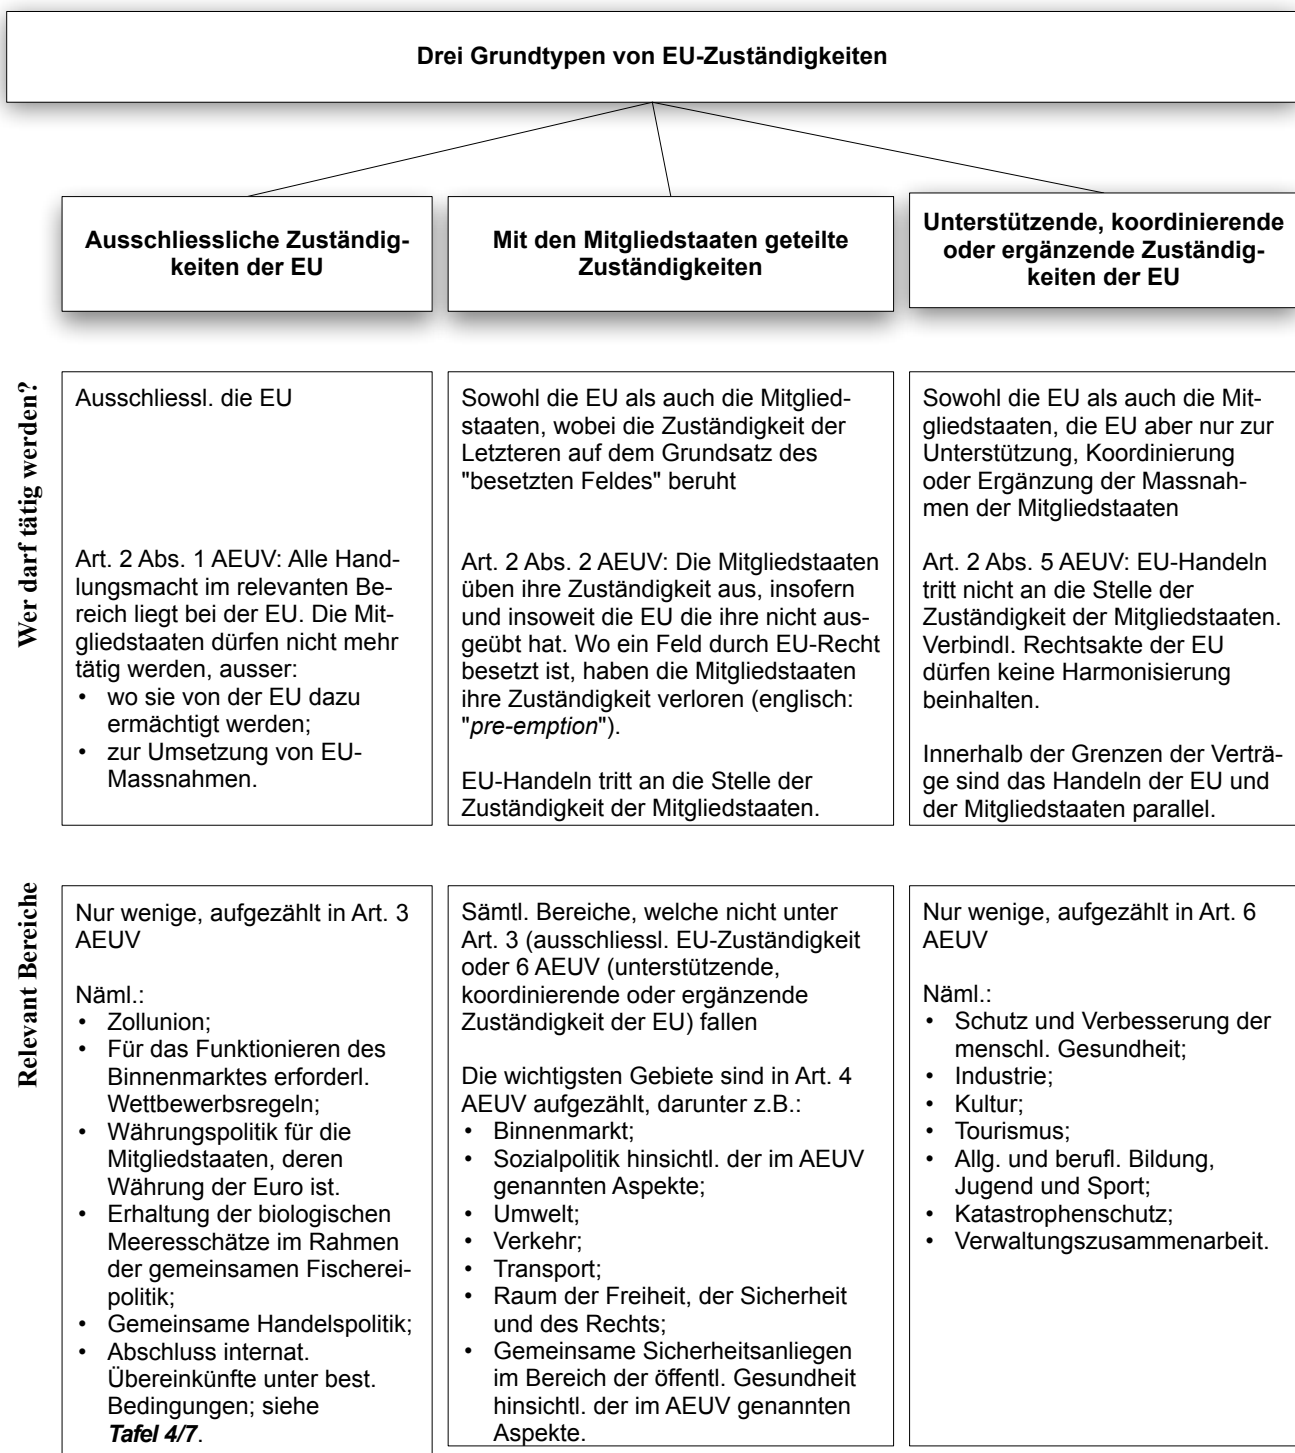 Drei Grundtypen von EU-Zuständigkeiten
Ausschliessliche Zuständig-
keiten der EU
Mit den Mitgliedstaaten geteilte
Zuständigkeiten
Unterstützende, koordinierende
oder ergänzende Zuständig-
keiten der EU
Wer darf tätig werden?
Ausschliessl. die EU
Art. 2 Abs. 1 AEUV: Alle Hand-
lungsmacht im relevanten Be-
reich liegt bei der EU. Die Mit-
gliedstaaten dürfen nicht mehr
tätig werden, ausser:
• wo sie von der EU dazu
ermächtigt werden;
• zur Umsetzung von EU-
Massnahmen.
Sowohl die EU als auch die Mitglied-
staaten, wobei die Zuständigkeit der
Letzteren auf dem Grundsatz des
"besetzten Feldes" beruht
Art. 2 Abs. 2 AEUV: Die Mitgliedstaaten
üben ihre Zuständigkeit aus, insofern
und insoweit die EU die ihre nicht aus-
geübt hat. Wo ein Feld durch EU-Recht
besetzt ist, haben die Mitgliedstaaten
ihre Zuständigkeit verloren (englisch:
"pre-emption").
EU-Handeln tritt an die Stelle der
Zuständigkeit der Mitgliedstaaten.
Sowohl die EU als auch die Mit-
gliedstaaten, die EU aber nur zur
Unterstützung, Koordinierung
oder Ergänzung der Massnah-
men der Mitgliedstaaten
Art. 2 Abs. 5 AEUV: EU-Handeln
tritt nicht an die Stelle der
Zuständigkeit der Mitgliedstaaten.
Verbindl. Rechtsakte der EU
dürfen keine Harmonisierung
beinhalten.
Innerhalb der Grenzen der Verträ-
ge sind das Handeln der EU und
der Mitgliedstaaten parallel.
Relevant Bereiche
Nur wenige, aufgezählt in Art. 3
AEUV
Näml.:
• Zollunion;
• Für das Funktionieren des
Binnenmarktes erforderl.
Wettbewerbsregeln;
• Währungspolitik für die
Mitgliedstaaten, deren
Währung der Euro ist.
• Erhaltung der biologischen
Meeresschätze im Rahmen
der gemeinsamen Fischerei-
politik;
• Gemeinsame Handelspolitik;
• Abschluss internat.
Übereinkünfte unter best.
Bedingungen; siehe
Tafel 4/7.
Sämtl. Bereiche, welche nicht unter
Art. 3 (ausschliessl. EU-Zuständigkeit
oder 6 AEUV (unterstützende,
koordinierende oder ergänzende
Zuständigkeit der EU) fallen
Die wichtigsten Gebiete sind in Art. 4
AEUV aufgezählt, darunter z.B.:
• Binnenmarkt;
• Sozialpolitik hinsichtl. der im AEUV
genannten Aspekte;
• Umwelt;
• Verkehr;
• Transport;
• Raum der Freiheit, der Sicherheit
und des Rechts;
• Gemeinsame Sicherheitsanliegen
im Bereich der öffentl. Gesundheit
hinsichtl. der im AEUV genannten
Aspekte.
Nur wenige, aufgezählt in Art. 6
AEUV
Näml.:
• Schutz und Verbesserung der
menschl. Gesundheit;
• Industrie;
• Kultur;
• Tourismus;
• Allg. und berufl. Bildung,
Jugend und Sport;
• Katastrophenschutz;
• Verwaltungszusammenarbeit.